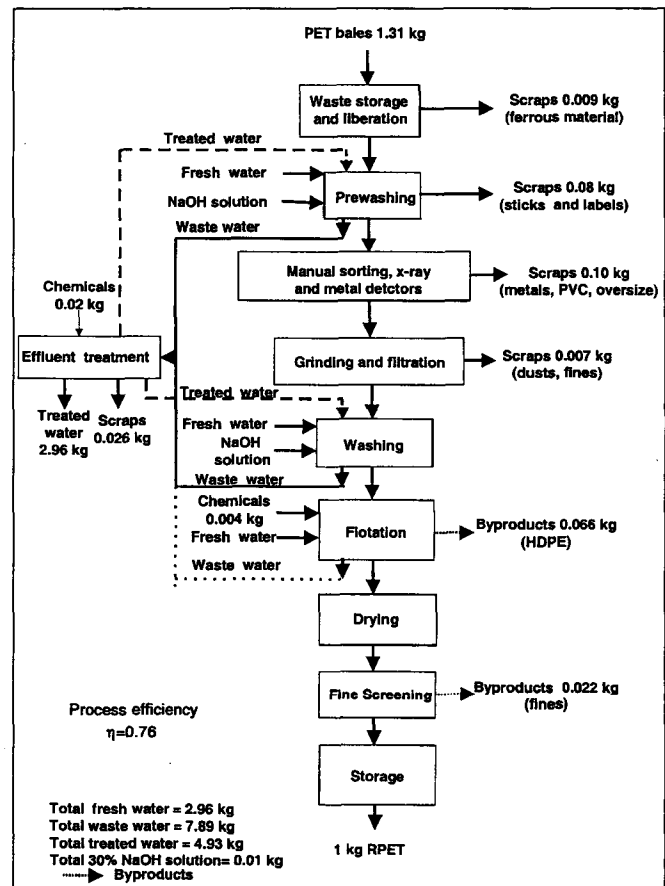 PET bales 1.31 kg
Waste storage
and liberation
Scraps 0.009 kg
(ferrous material)
Treated water
Fresh water
NaOH solution
Prewashing
Scraps 0.08 kg
(sticks and labels)
Waste water
Manual sorting, x-ray
and metal detctors
Scraps 0.10 kg
(metals, PVC, oversize)
Chemicals
0.02 kg
Effluent treatment
Grinding and filtration
Scraps 0.007 kg
(dusts, fines)
Treated
water
2.96 kg
Scraps
0.026 kg
Treated water
Fresh water
NaOH
solution
Washing
Waste water
Chemicals
0.004 kg
Fresh water
Flotation
Byproducts 0.066 kg
(HDPE)
Waste water
Drying
Fine Screening
Byproducts 0.022 kg
(fines)
Process efficiency
η=0.76
Storage
Total fresh water = 2.96 kg
Total waste water = 7.89 kg
Total treated water = 4.93 kg
Total 30% NaOH solution= 0.01 kg
Byproducts
1 kg RPET